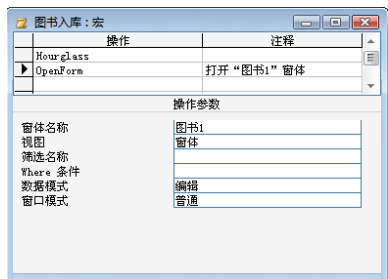 图书入库 : 宏
操作 注释
Hourglass
OpenForm 打开“图书1”窗体
操作参数
窗体名称 图书1
视图 窗体
筛选名称
Where 条件
数据模式 编辑
窗口模式 普通